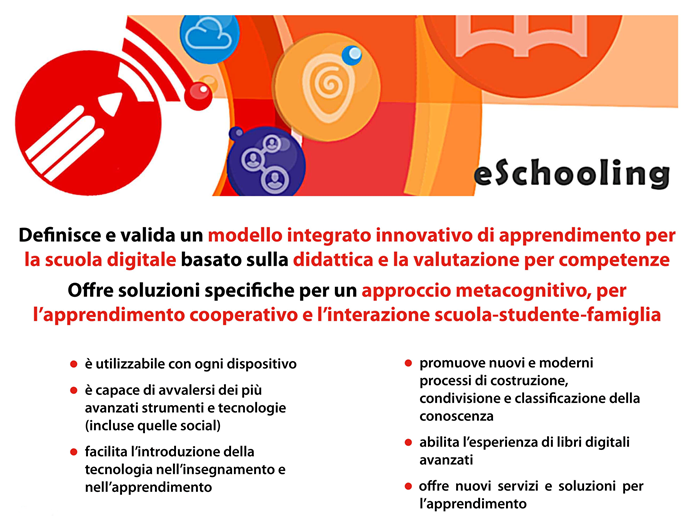 eSchooling
Definisce e valida un modello integrato innovativo di apprendimento per
la scuola digitale basato sulla didattica e la valutazione per competenze
Offre soluzioni specifiche per un approccio metacognitivo, per
l’apprendimento cooperativo e l’interazione scuola-studente-famiglia
• è utilizzabile con ogni dispositivo
• è capace di avvalersi dei più
avanzati strumenti e tecnologie
(incluse quelle social)
• facilita l’introduzione della
tecnologia nell’insegnamento e
nell’apprendimento
• promuove nuovi e moderni
processi di costruzione,
condivisione e classificazione della
conoscenza
• abilita l’esperienza di libri digitali
avanzati
• offre nuovi servizi e soluzioni per
l’apprendimento